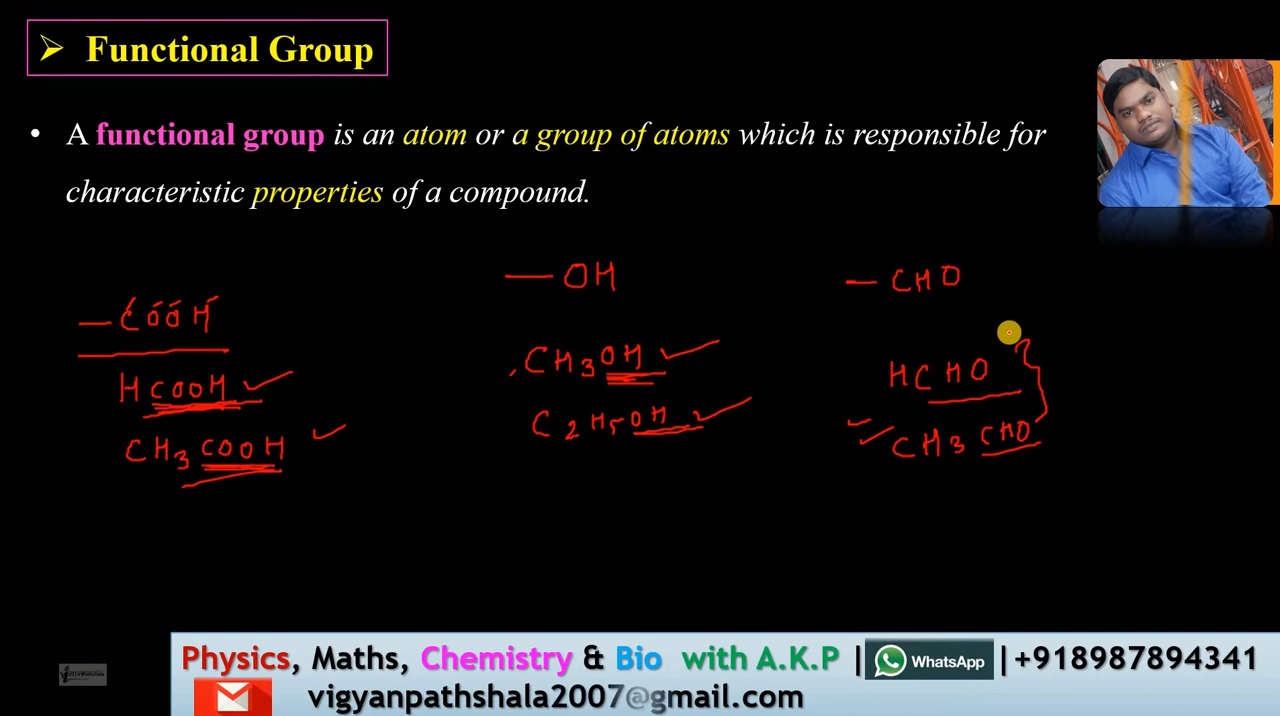 ➢ Functional Group
• A functional group is an atom or a group of atoms which is responsible for
characteristic properties of a compound.
—OH
—CHO
—COOH
HCOOH
CH3OH
HCHO
CH3COOH
C2H5OH
CH3CHO
Physics, Maths, Chemistry & Bio with A.K.P | WhatsApp |+918987894341
vigyanpathshala2007@gmail.com